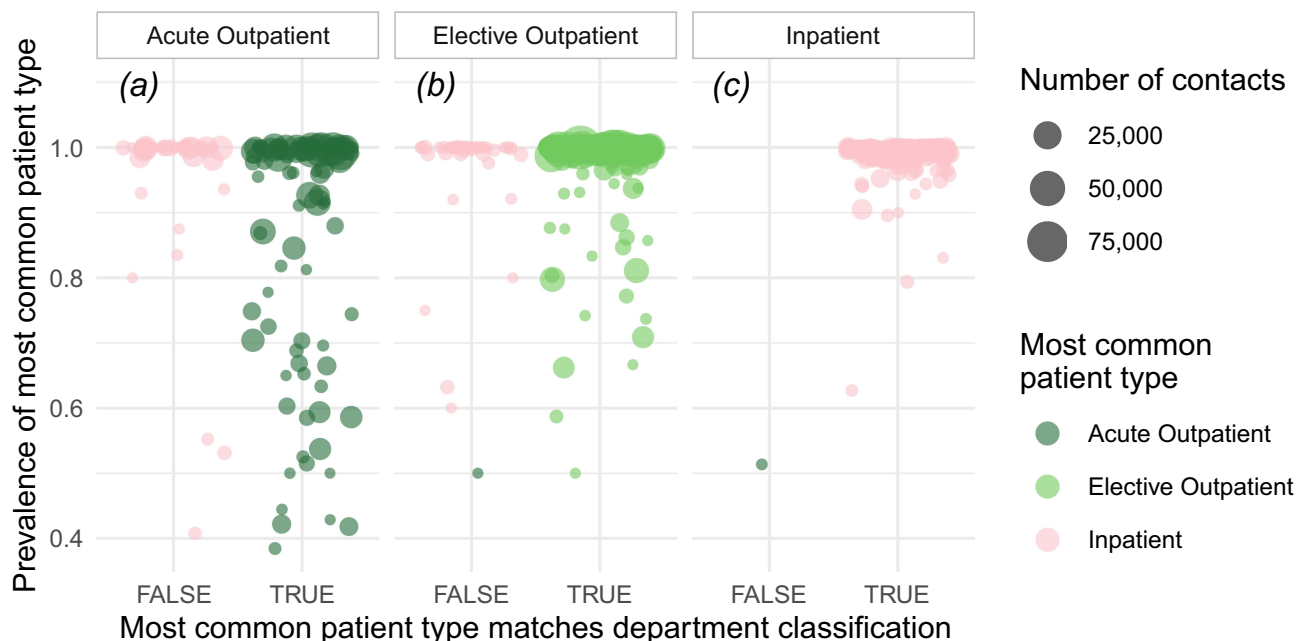 Acute Outpatient
Elective Outpatient
Inpatient
(a)
(b)
(c)
Prevalence of most common patient type
1.0
0.8
0.6
0.4
FALSE
TRUE
FALSE
TRUE
FALSE
TRUE
Most common patient type matches department classification
Number of contacts
25,000
50,000
75,000
Most common
patient type
Acute Outpatient
Elective Outpatient
Inpatient